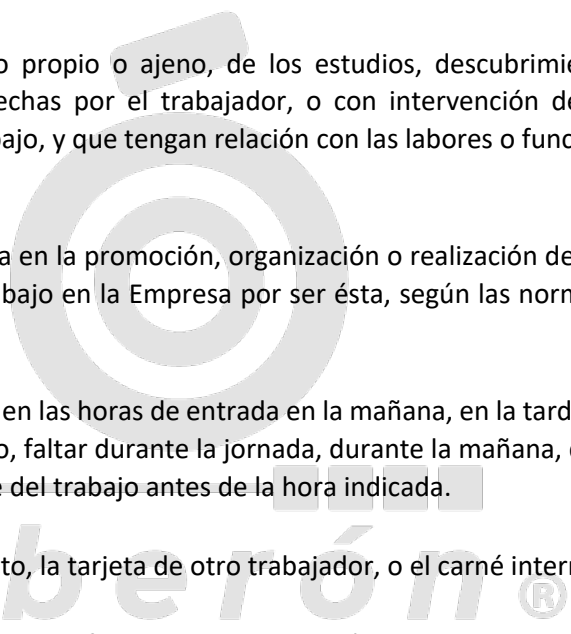 o propio o ajeno, de los estudios, descubrimie
echas por el trabajador, o con intervención de
bajo, y que tengan relación con las labores o func
a en la promoción, organización o realización de
abajo en la Empresa por ser ésta, según las norm
en las horas de entrada en la mañana, en la tard
o, faltar durante la jornada, durante la mañana,
e del trabajo antes de la hora indicada.
to, la tarjeta de otro trabajador, o el carné intern
berón®